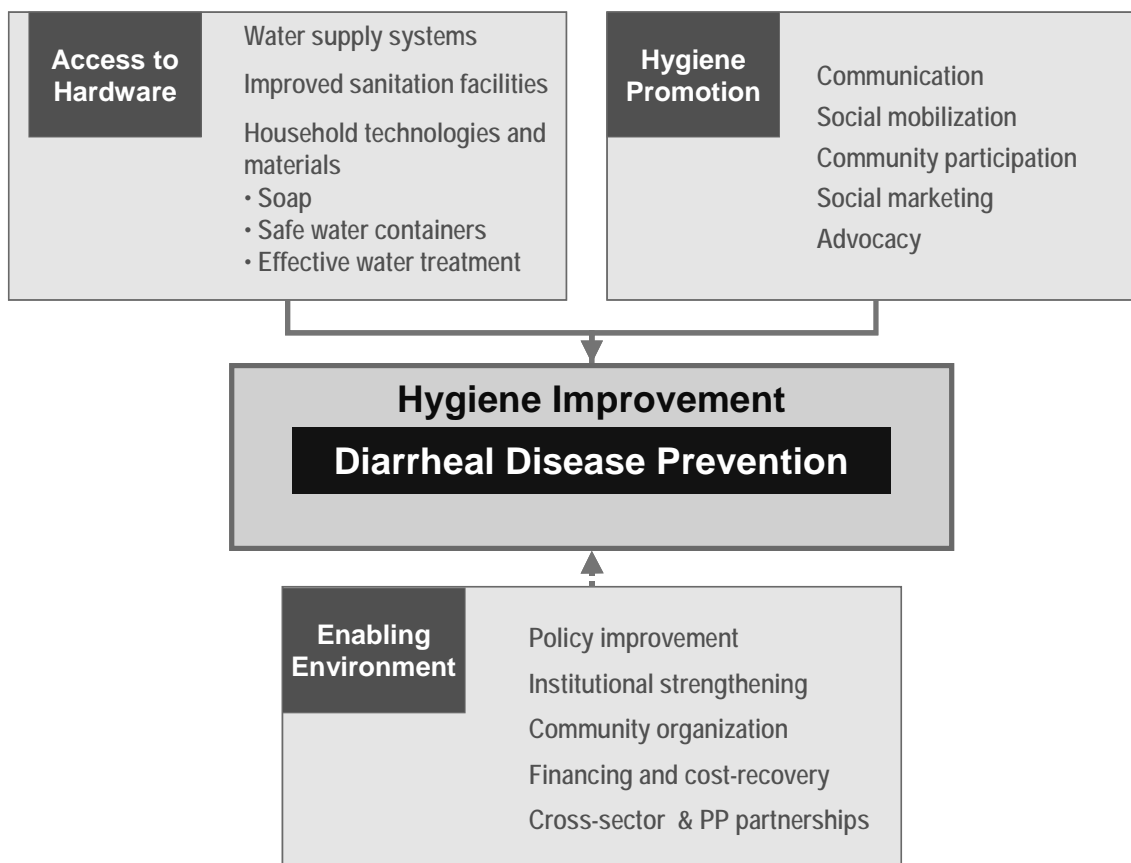 Access to
Hardware
Water supply systems
Improved sanitation facilities
Household technologies and
materials
• Soap
• Safe water containers
• Effective water treatment
Hygiene
Promotion
Communication
Social mobilization
Community participation
Social marketing
Advocacy
Hygiene Improvement
Diarrheal Disease Prevention
Enabling
Environment
Policy improvement
Institutional strengthening
Community organization
Financing and cost-recovery
Cross-sector & PP partnerships